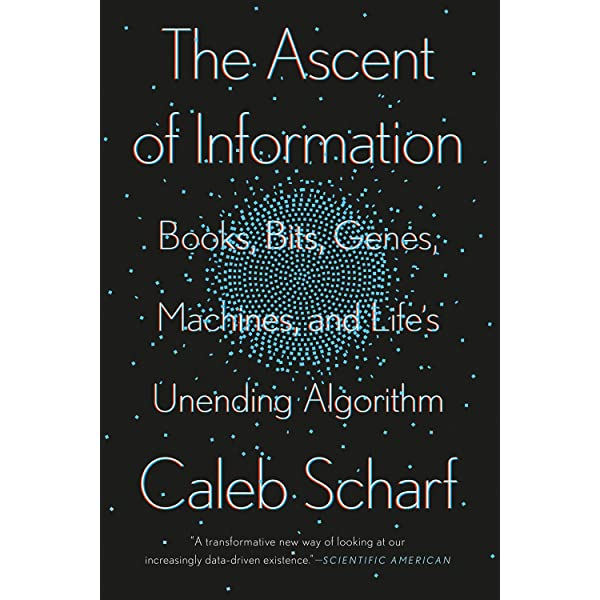 The Ascent
of Information
Books, Bits, Genes,
Machines, and Life's
Unending Algorithm
Caleb Scharf
"A transformative new way of looking at our
increasingly data-driven existence."—SCIENTIFIC AMERICAN